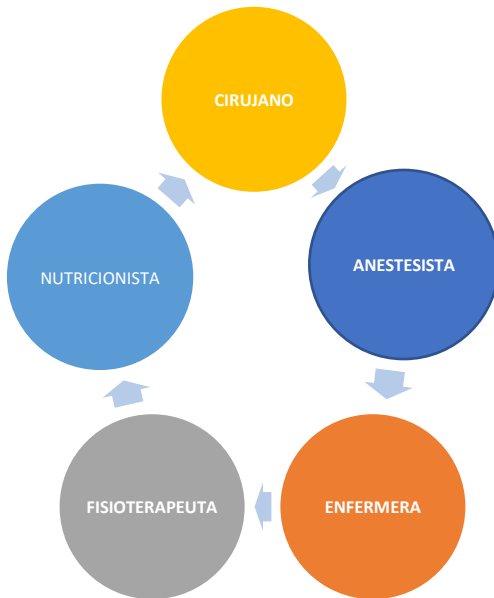 CIRUJANO
ANESTESISTA
ENFERMERA
FISIOTERAPEUTA
NUTRICIONISTA